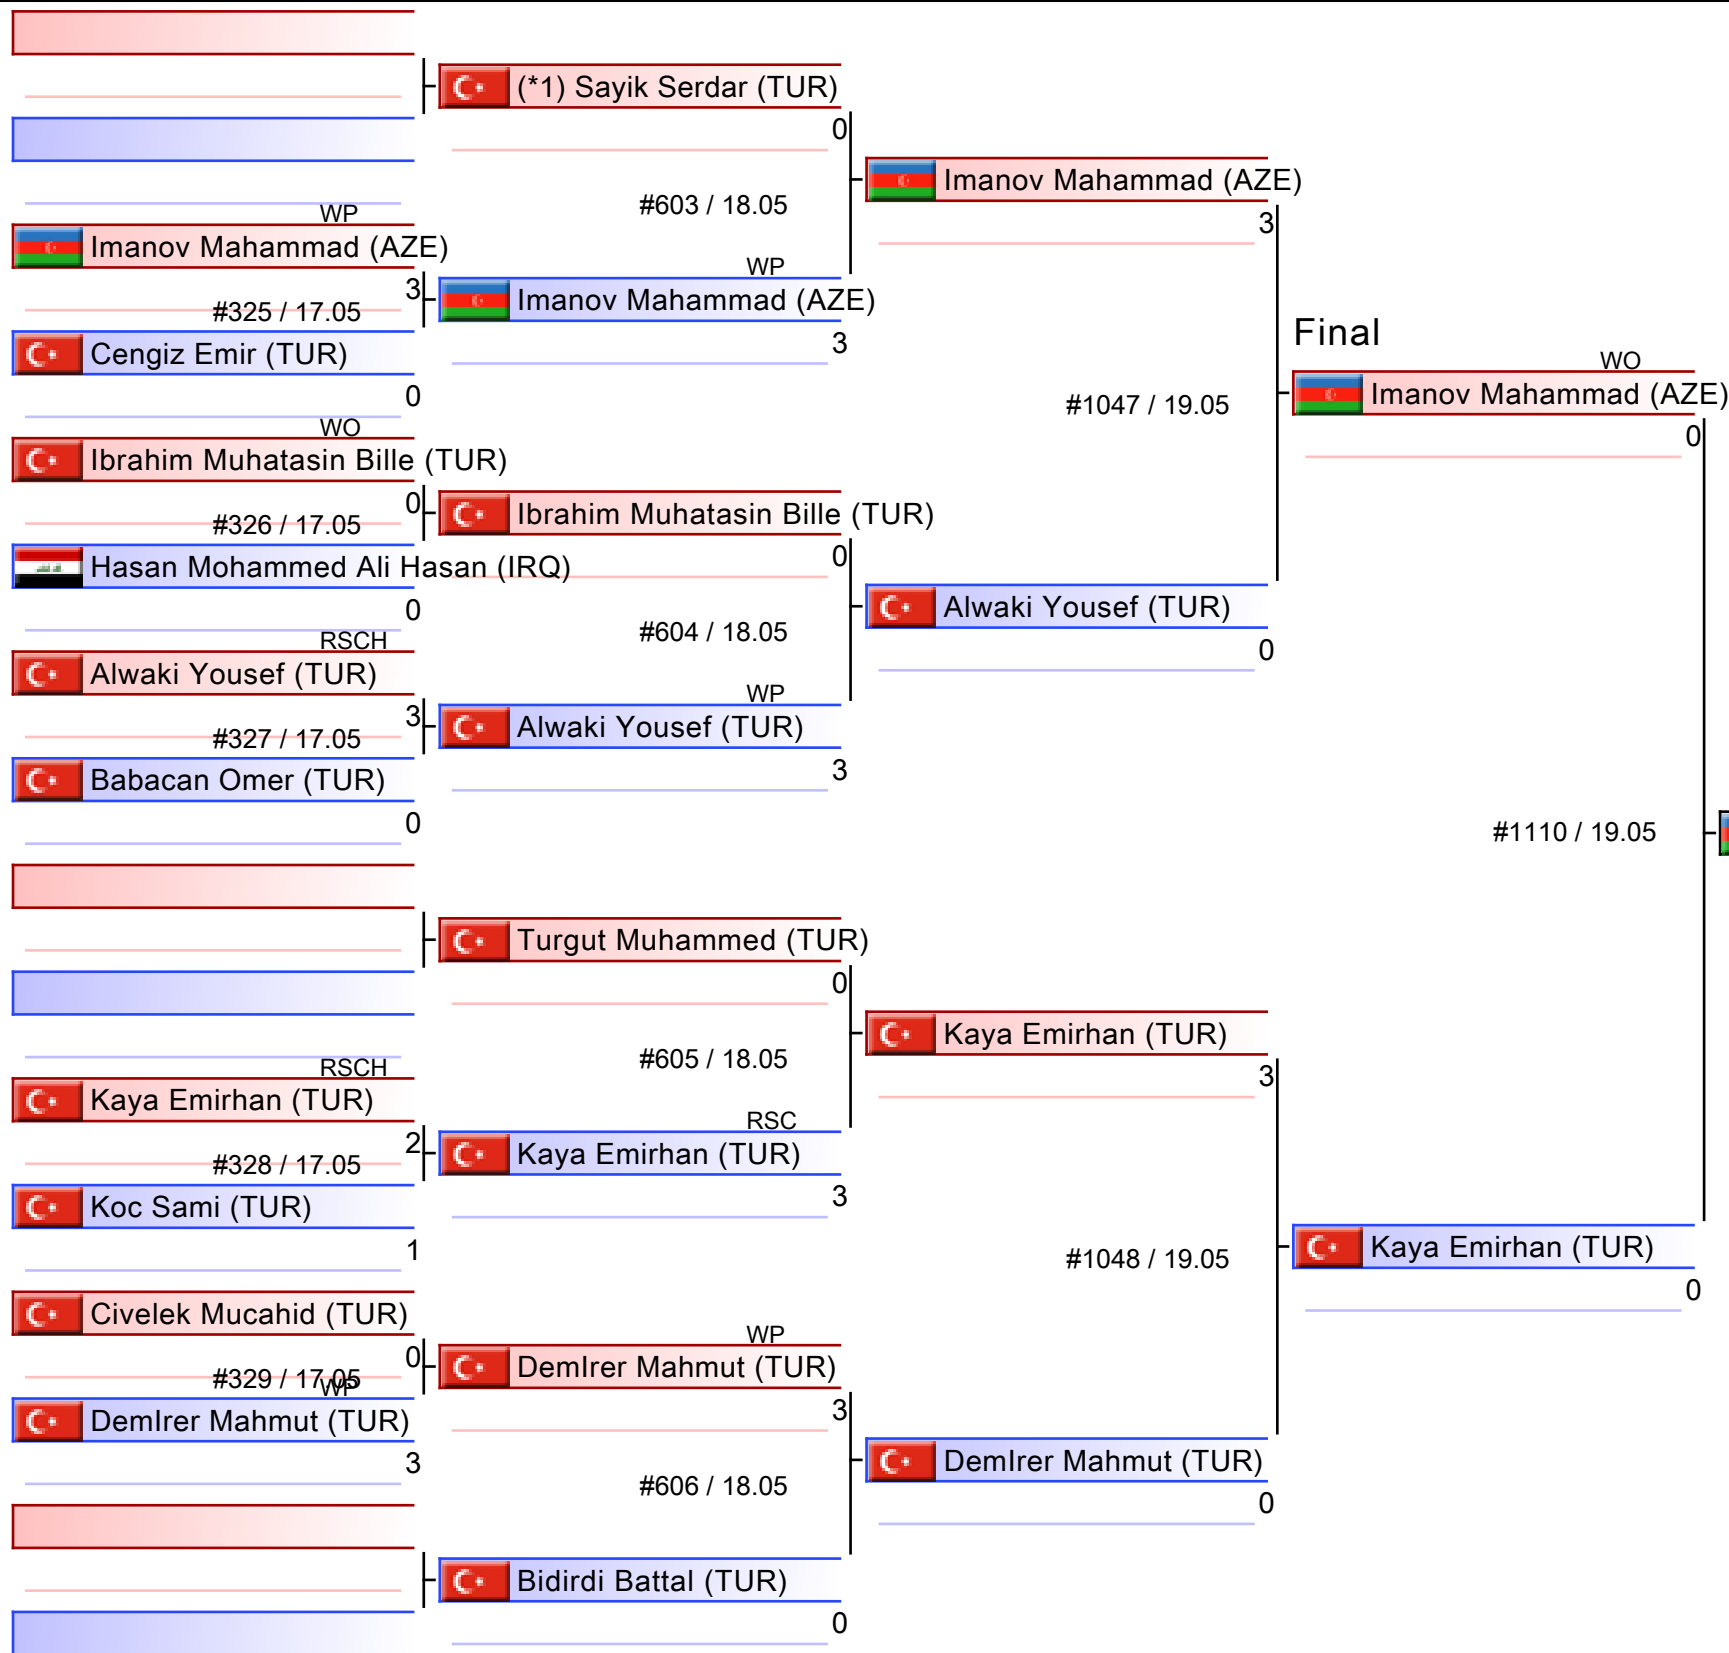 (*1) Sayik Serdar (TUR)
0
#603 / 18.05
Imanov Mahammad (AZE)
3
WP
Imanov Mahammad (AZE)
3
#325 / 17.05
Cengiz Emir (TUR)
0
WP
Imanov Mahammad (AZE)
3
Final
WO
Imanov Mahammad (AZE)
0
#1047 / 19.05
WO
Ibrahim Muhatasin Bille (TUR)
0
#326 / 17.05
Hasan Mohammed Ali Hasan (IRQ)
0
Ibrahim Muhatasin Bille (TUR)
0
#604 / 18.05
Alwaki Yousef (TUR)
0
RSCH
Alwaki Yousef (TUR)
3
#327 / 17.05
Babacan Omer (TUR)
0
WP
Alwaki Yousef (TUR)
3
#1110 / 19.05
Turgut Muhammed (TUR)
0
#605 / 18.05
Kaya Emirhan (TUR)
3
RSCH
Kaya Emirhan (TUR)
2
#328 / 17.05
Koc Sami (TUR)
1
RSC
Kaya Emirhan (TUR)
3
#1048 / 19.05
Kaya Emirhan (TUR)
0
Civelek Mucahid (TUR)
0
#329 / 17.05
WP
DemIrer Mahmut (TUR)
3
WP
DemIrer Mahmut (TUR)
3
#606 / 18.05
DemIrer Mahmut (TUR)
0
Bidirdi Battal (TUR)
0